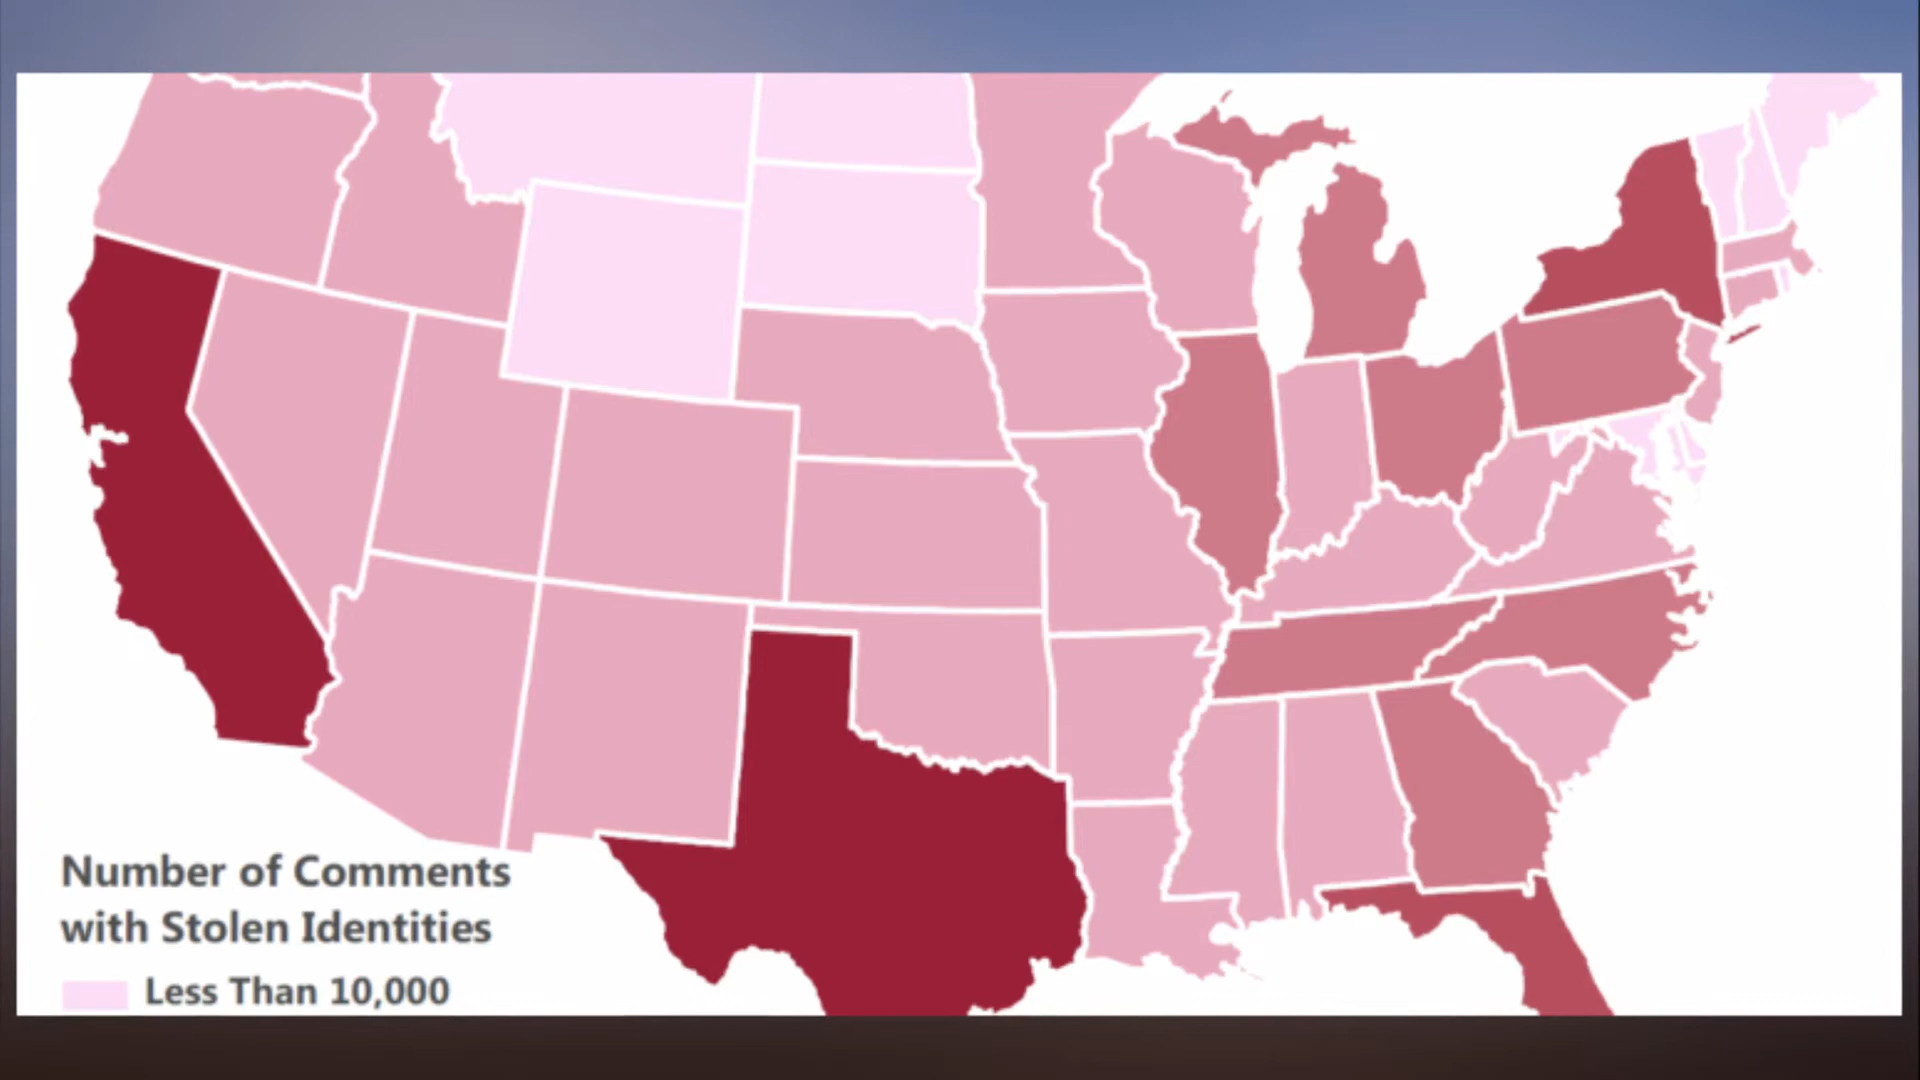 Number of Comments
with Stolen Identities
Less Than 10,000